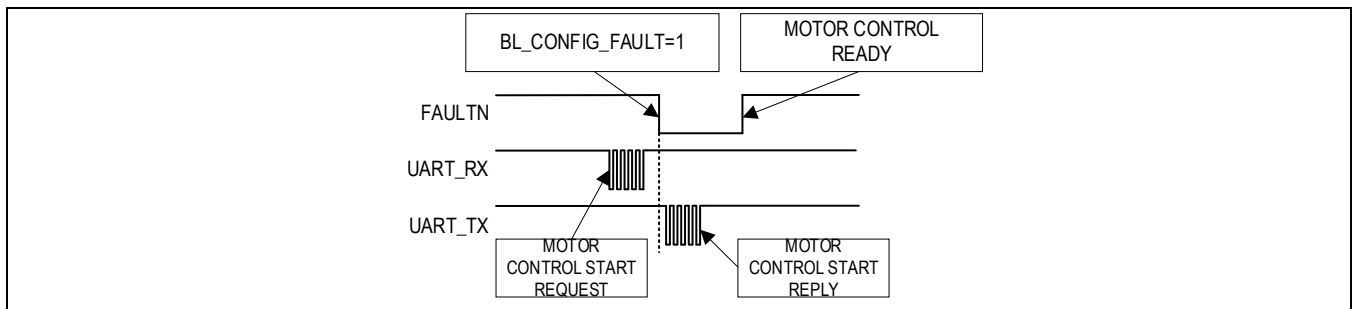 BL_CONFIG_FAULT=1
MOTOR CONTROL
READY
FAULTN
UART_RX
UART_TX
MOTOR
CONTROL START
REQUEST
MOTOR
CONTROL START
REPLY